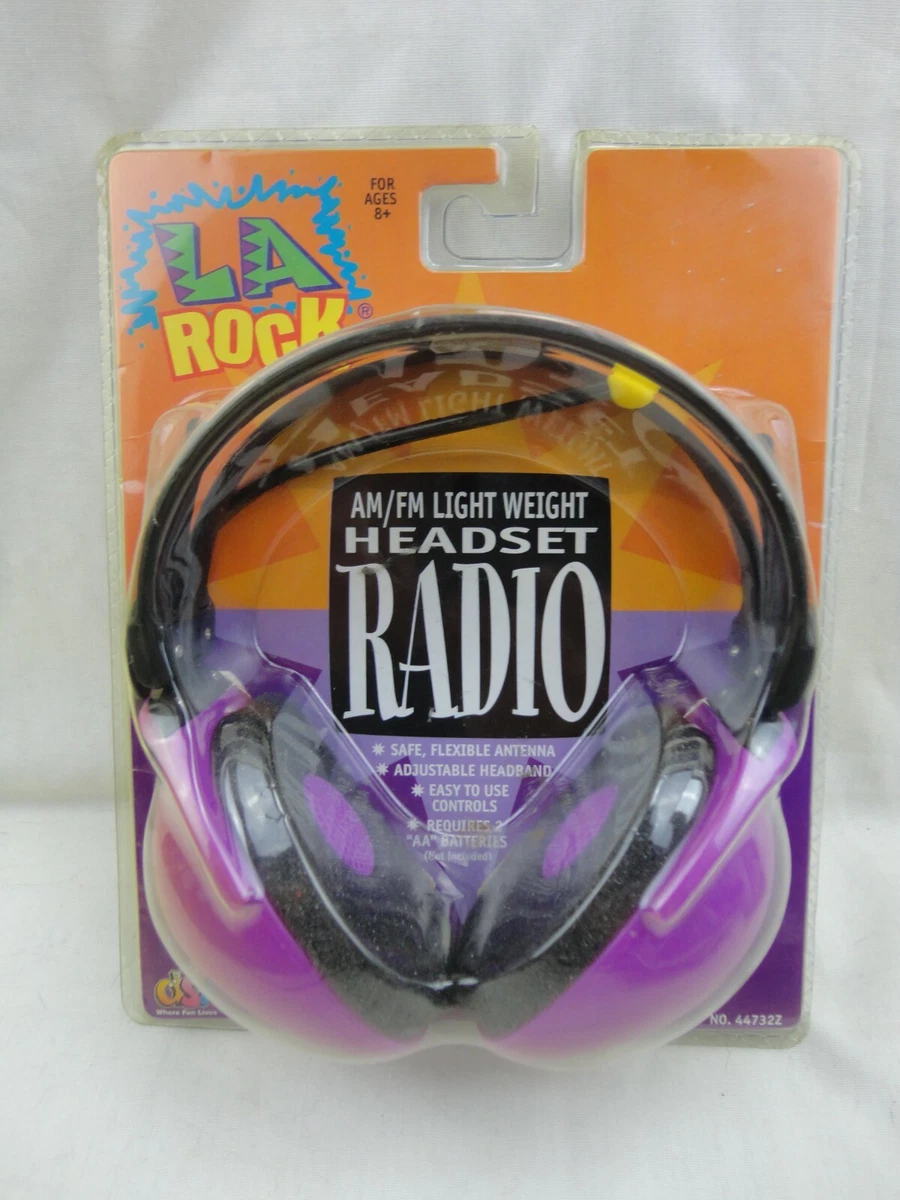 FOR
AGES
8+
LA
ROCK®
AM/FM LIGHT WEIGHT
HEADSET
RADIO
✷ SAFE, FLEXIBLE ANTENNA
✷ ADJUSTABLE HEADBAND
✷ EASY TO USE
CONTROLS
✷ REQUIRES 2
"AA" BATTERIES
(Not Included)
Where Fun Lives
NO. 44732Z